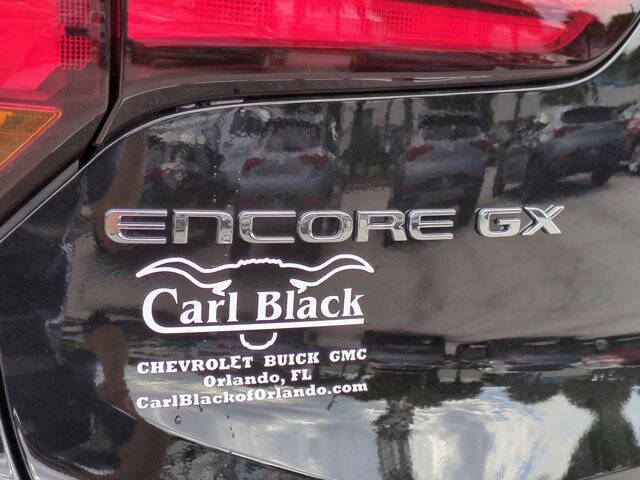 ENCORE GX
Carl Black
CHEVROLET BUICK GMC
Orlando, FL
CarlBlackofOrlando.com